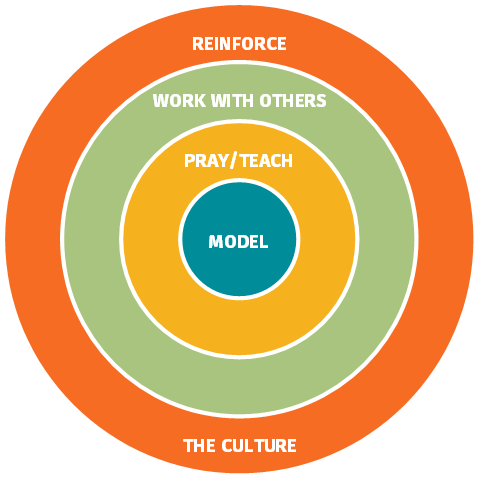 REINFORCE
WORK WITH OTHERS
PRAY/TEACH
MODEL
THE CULTURE